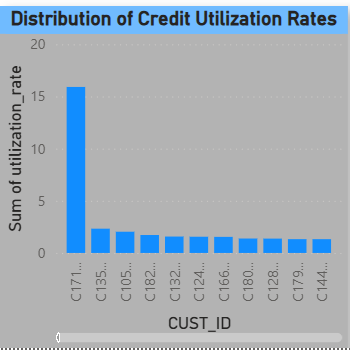 Distribution of Credit Utilization Rates
Sum of utilization_rate
20
15
10
5
0
C171...
C135...
C105...
C182...
C132...
C124...
C166...
C180...
C128...
C179...
C144...
CUST_ID